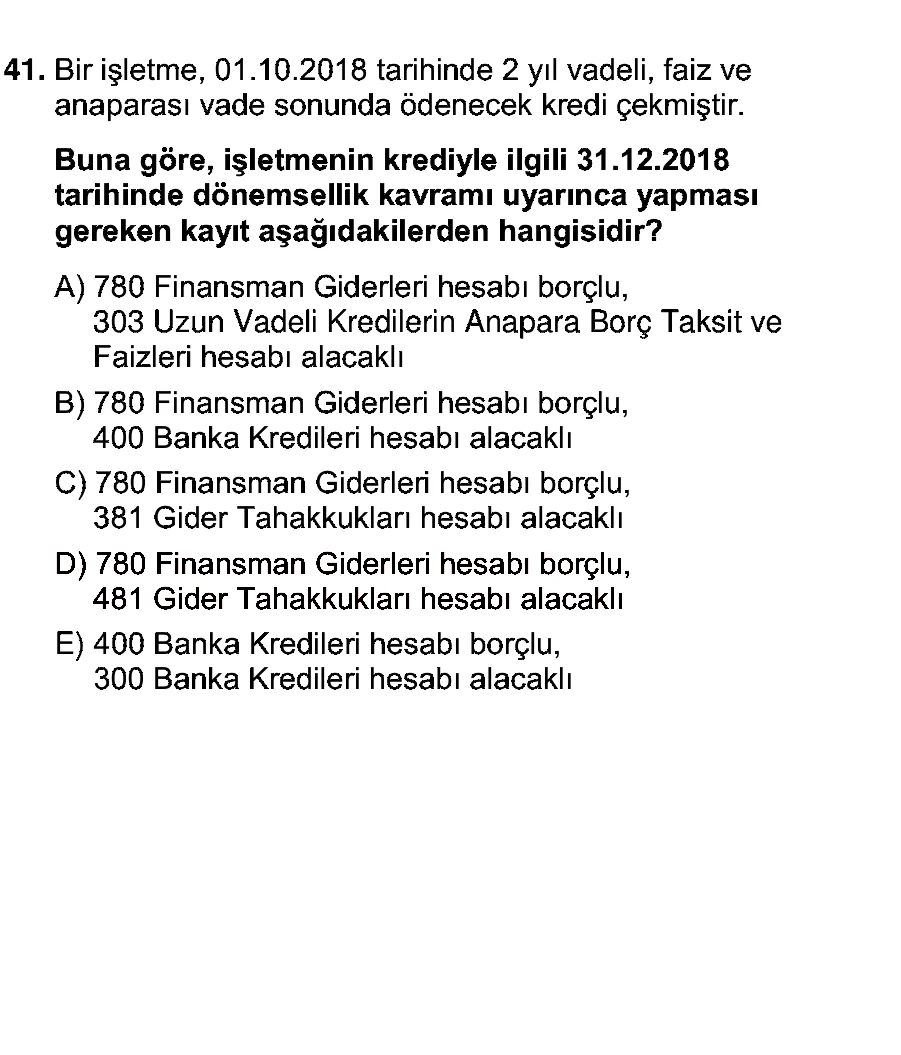 41. Bir işletme, 01.10.2018 tarihinde 2 yıl vadeli, faiz ve
anaparası vade sonunda ödenecek kredi çekmiştir.
Buna göre, işletmenin krediyle ilgili 31.12.2018
tarihinde dönemsellik kavramı uyarınca yapması
gereken kayıt aşağıdakilerden hangisidir?
A) 780 Finansman Giderleri hesabı borçlu,
303 Uzun Vadeli Kredilerin Anapara Borç Taksit ve
Faizleri hesabı alacaklı
B) 780 Finansman Giderleri hesabı borçlu,
400 Banka Kredileri hesabı alacaklı
C) 780 Finansman Giderleri hesabı borçlu,
381 Gider Tahakkukları hesabı alacaklı
D) 780 Finansman Giderleri hesabı borçlu,
481 Gider Tahakkukları hesabı alacaklı
E) 400 Banka Kredileri hesabı borçlu,
300 Banka Kredileri hesabı alacaklı